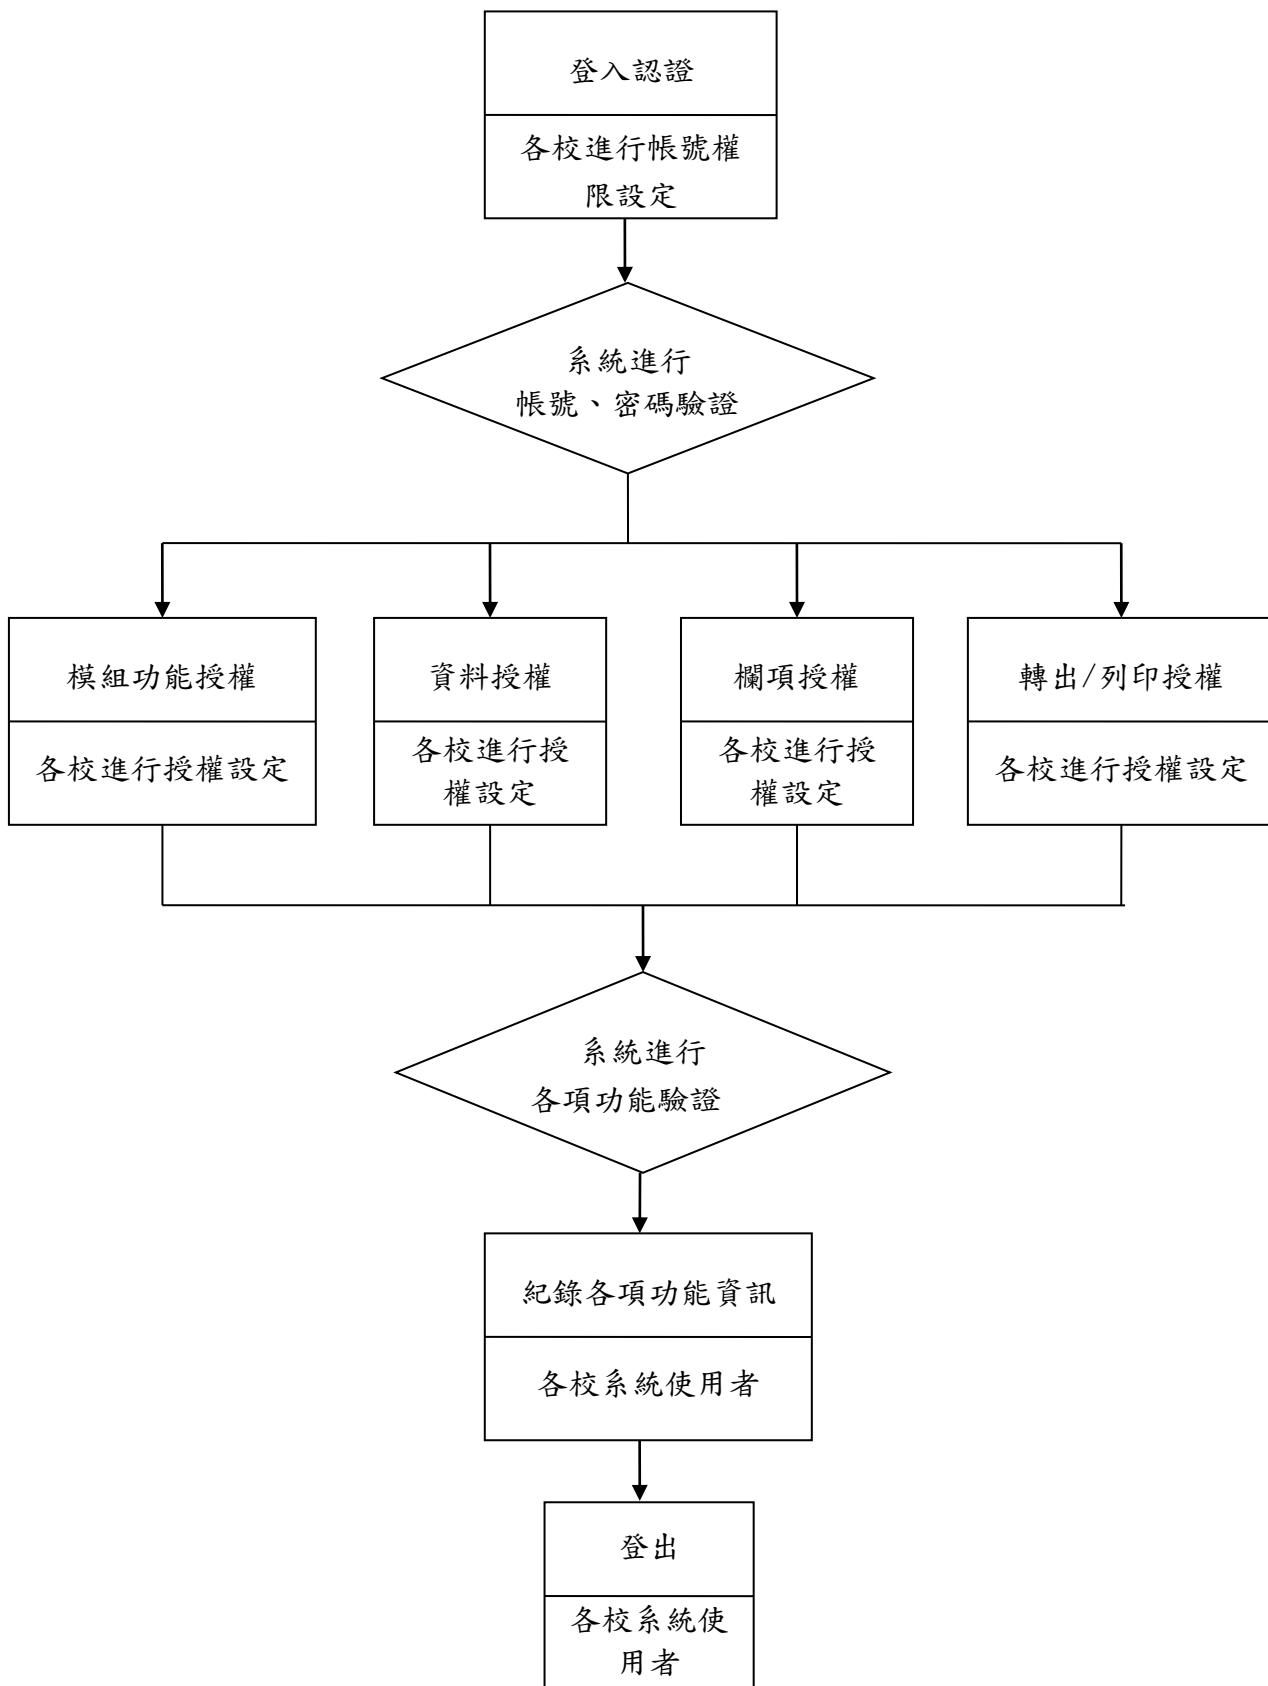 登入認證
各校進行帳號權
限設定
系統進行
帳號、密碼驗證
模組功能授權
各校進行授權設定
資料授權
各校進行授
權設定
欄項授權
各校進行授
權設定
轉出/列印授權
各校進行授權設定
系統進行
各項功能驗證
紀錄各項功能資訊
各校系統使用者
登出
各校系統使
用者